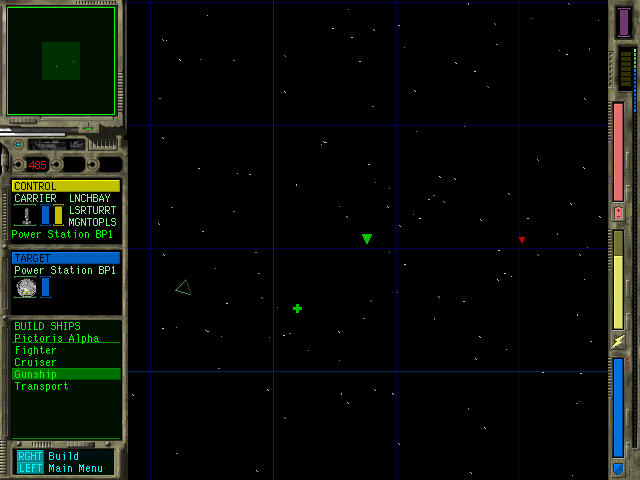 485
CONTROL
CARRIER LNCHBAY
LSRTURRT
MGNTOPLS
Power Station BP1
TARGET
Power Station BP1
BUILD SHIPS
Pictoris Alpha
Fighter
Cruiser
Gunship
Transport
RGHT Build
LEFT Main Menu